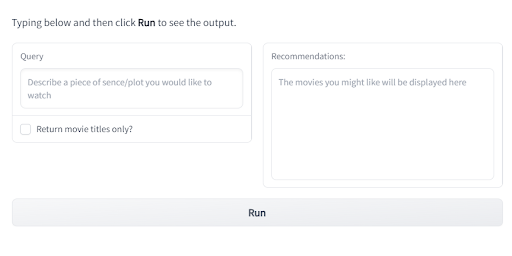 Typing below and then click Run to see the output.
Query
Describe a piece of sence/plot you would like to
watch
Return movie titles only?
Recommendations:
The movies you might like will be displayed here
Run